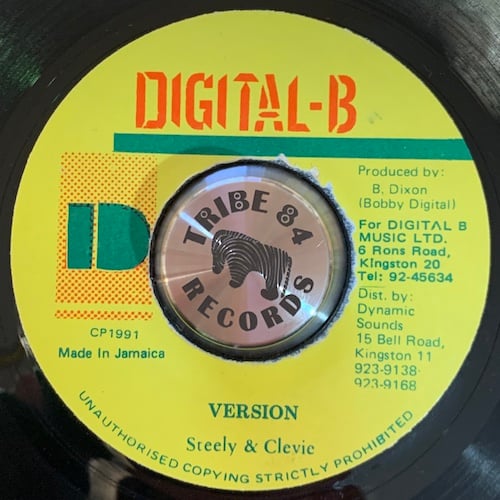 DIGITAL-B
Produced by:
B. Dixon
(Bobby Digital)
For DIGITAL B
MUSIC LTD.
6 Rons Road,
Kingston 20
Tel: 92-45634
Dist. by:
Dynamic
Sounds
15 Bell Road,
Kingston 11
923-9138·
923-9168
D
CP1991
Made in Jamaica
TRIBE 84
RECORDS
VERSION
Steely & Clevie
UNAUTHORISED COPYING STRICTLY PROHIBITED